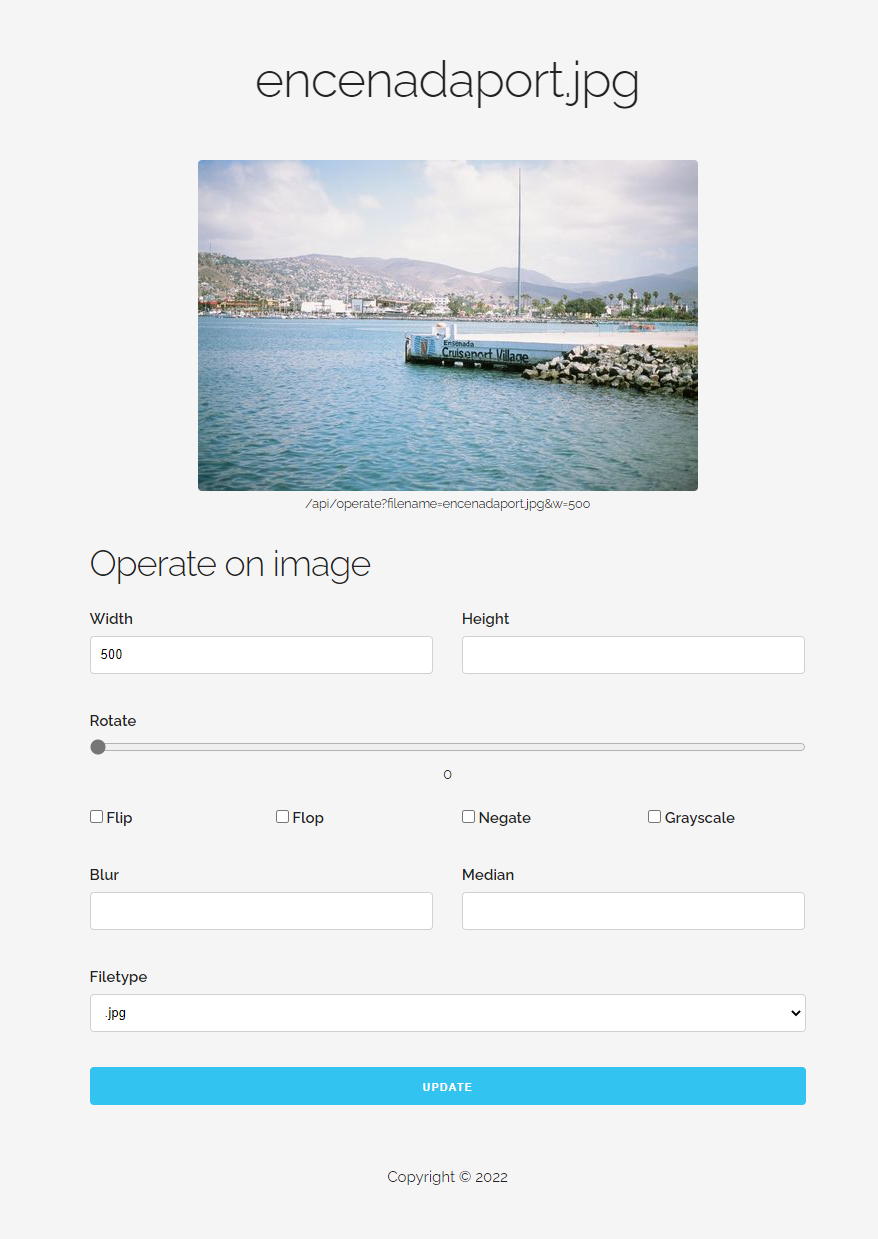 encenadaport.jpg
Ensenada
Cruiseport Village
/api/operate?filename=encenadaport.jpg&w=500
Operate on image
Width Height
500
Rotate
0
Flip Flop Negate Grayscale
Blur Median
Filetype
.jpg
UPDATE
Copyright © 2022